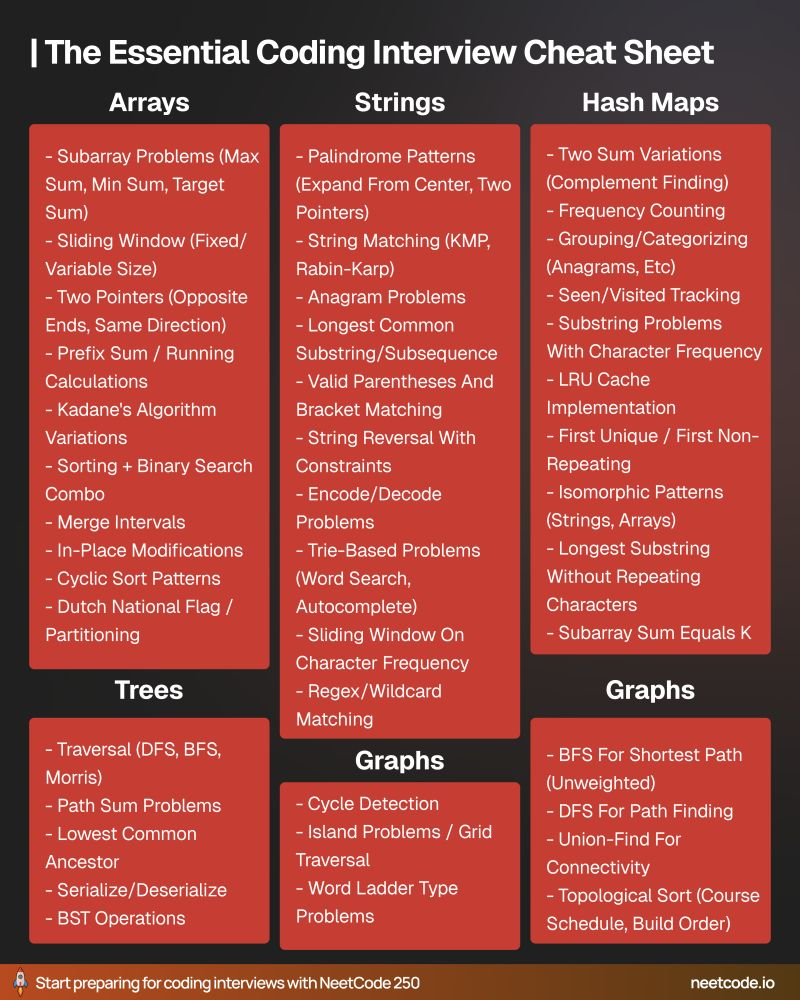 | The Essential Coding Interview Cheat Sheet
Arrays
- Subarray Problems (Max
Sum, Min Sum, Target
Sum)
- Sliding Window (Fixed/
Variable Size)
- Two Pointers (Opposite
Ends, Same Direction)
- Prefix Sum / Running
Calculations
- Kadane's Algorithm
Variations
- Sorting + Binary Search
Combo
- Merge Intervals
- In-Place Modifications
- Cyclic Sort Patterns
- Dutch National Flag /
Partitioning
Strings
- Palindrome Patterns
(Expand From Center, Two
Pointers)
- String Matching (KMP,
Rabin-Karp)
- Anagram Problems
- Longest Common
Substring/Subsequence
- Valid Parentheses And
Bracket Matching
- String Reversal With
Constraints
- Encode/Decode
Problems
- Trie-Based Problems
(Word Search,
Autocomplete)
- Sliding Window On
Character Frequency
- Regex/Wildcard
Matching
Hash Maps
- Two Sum Variations
(Complement Finding)
- Frequency Counting
- Grouping/Categorizing
(Anagrams, Etc)
- Seen/Visited Tracking
- Substring Problems
With Character Frequency
- LRU Cache
Implementation
- First Unique / First Non-
Repeating
- Isomorphic Patterns
(Strings, Arrays)
- Longest Substring
Without Repeating
Characters
- Subarray Sum Equals K
Trees
- Traversal (DFS, BFS,
Morris)
- Path Sum Problems
- Lowest Common
Ancestor
- Serialize/Deserialize
- BST Operations
Graphs
- Cycle Detection
- Island Problems / Grid
Traversal
- Word Ladder Type
Problems
Graphs
- BFS For Shortest Path
(Unweighted)
- DFS For Path Finding
- Union-Find For
Connectivity
- Topological Sort (Course
Schedule, Build Order)
Start preparing for coding interviews with NeetCode 250
neetcode.io